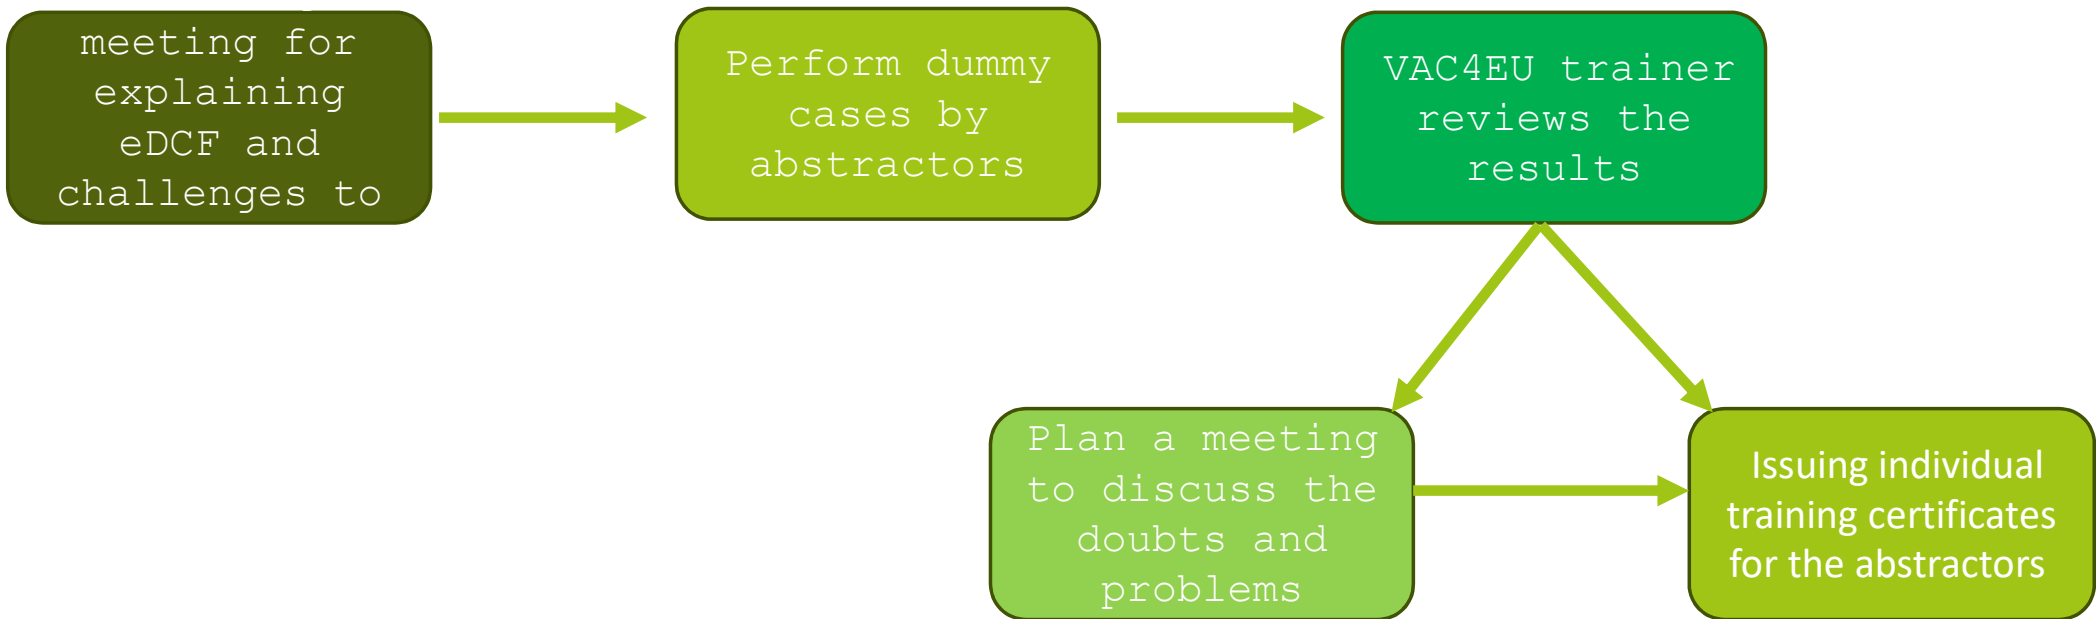 meeting for
explaining
eDCF and
challenges to
Perform dummy
cases by
abstractors
VAC4EU trainer
reviews the
results
Plan a meeting
to discuss the
doubts and
problems
Issuing individual
training certificates
for the abstractors